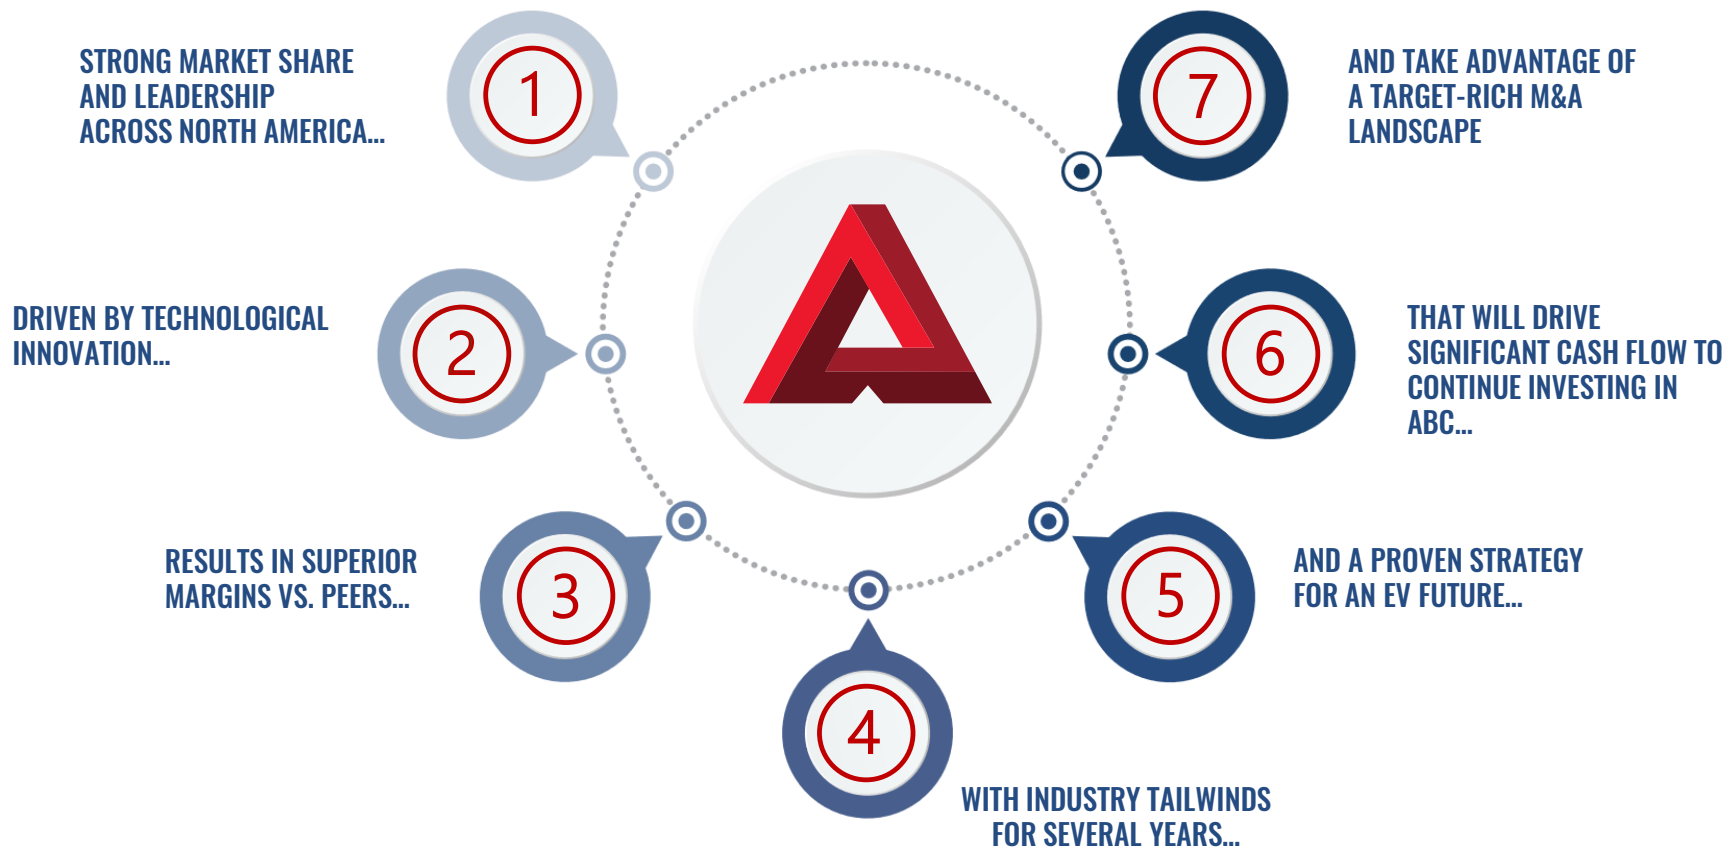 1
STRONG MARKET SHARE
AND LEADERSHIP
ACROSS NORTH AMERICA...
2
DRIVEN BY TECHNOLOGICAL
INNOVATION...
3
RESULTS IN SUPERIOR
MARGINS VS. PEERS...
4
WITH INDUSTRY TAILWINDS
FOR SEVERAL YEARS...
5
AND A PROVEN STRATEGY
FOR AN EV FUTURE...
6
THAT WILL DRIVE
SIGNIFICANT CASH FLOW TO
CONTINUE INVESTING IN
ABC...
7
AND TAKE ADVANTAGE OF
A TARGET-RICH M&A
LANDSCAPE